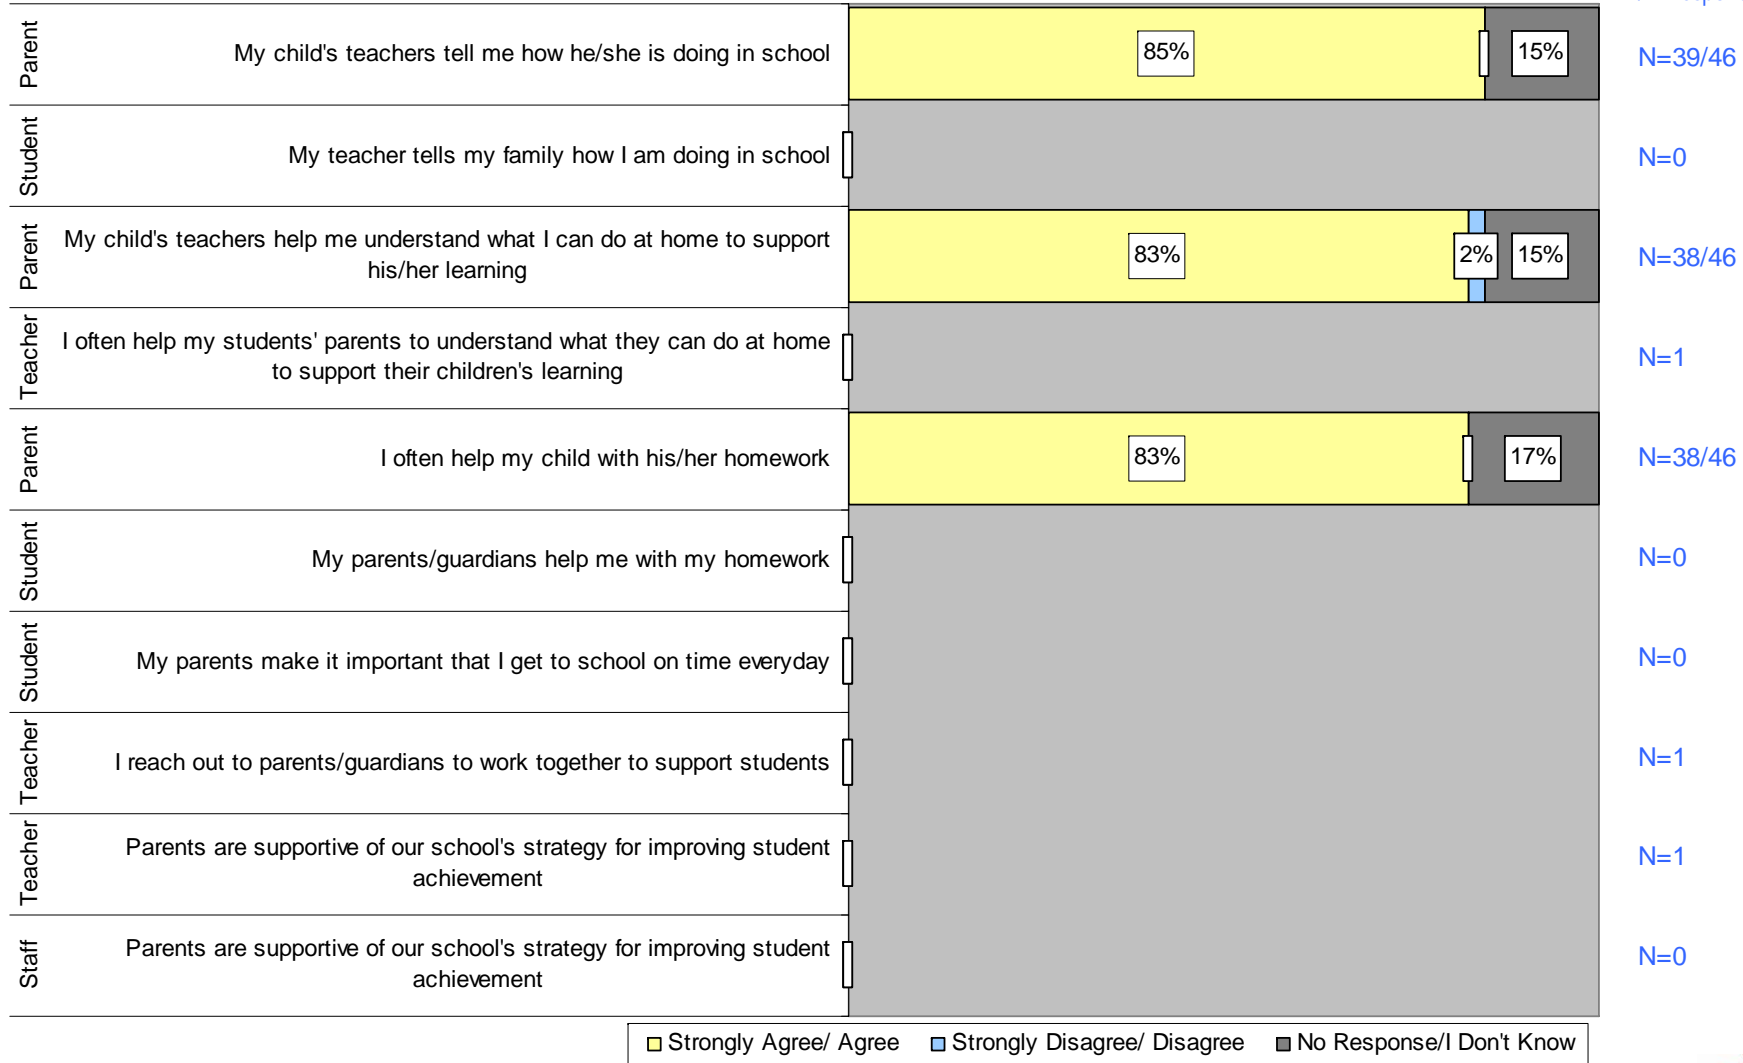 Parent
My child's teachers tell me how he/she is doing in school
85%
15%
N=39/46
Student
My teacher tells my family how I am doing in school
N=0
Parent
My child's teachers help me understand what I can do at home to support
his/her learning
83%
2%
15%
N=38/46
Teacher
I often help my students' parents to understand what they can do at home
to support their children's learning
N=1
Parent
I often help my child with his/her homework
83%
17%
N=38/46
Student
My parents/guardians help me with my homework
N=0
Student
My parents make it important that I get to school on time everyday
N=0
Teacher
I reach out to parents/guardians to work together to support students
N=1
Teacher
Parents are supportive of our school's strategy for improving student
achievement
N=1
Staff
Parents are supportive of our school's strategy for improving student
achievement
N=0
Strongly Agree/ Agree
Strongly Disagree/ Disagree
No Response/I Don't Know